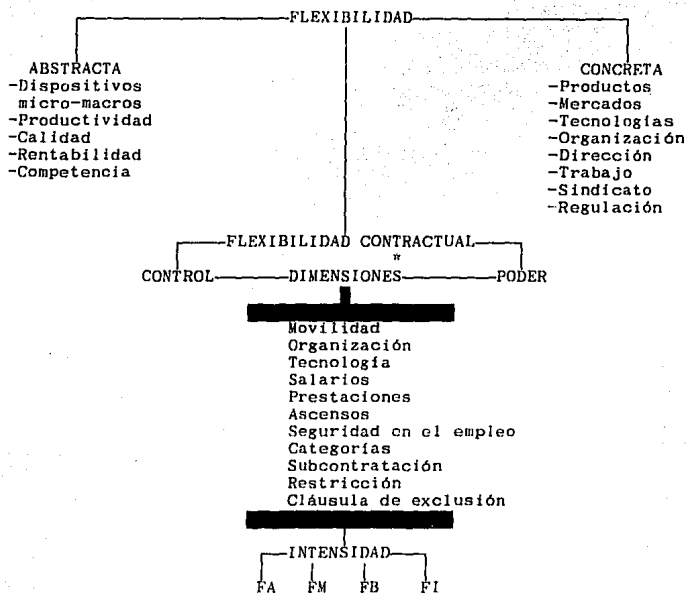 FLEXIBILIDAD
ABSTRACTA
-Dispositivos
micro-macros
-Productividad
-Calidad
-Rentabilidad
-Competencia
CONCRETA
-Productos
-Mercados
-Tecnologías
-Organización
-Dirección
-Trabajo
-Sindicato
-Regulación
FLEXIBILIDAD CONTRACTUAL
*
CONTROL DIMENSIONES PODER
Movilidad
Organización
Tecnología
Salarios
Prestaciones
Ascensos
Seguridad en el empleo
Categorías
Subcontratación
Restricción
Cláusula de exclusión
INTENSIDAD
FA FM FB FI